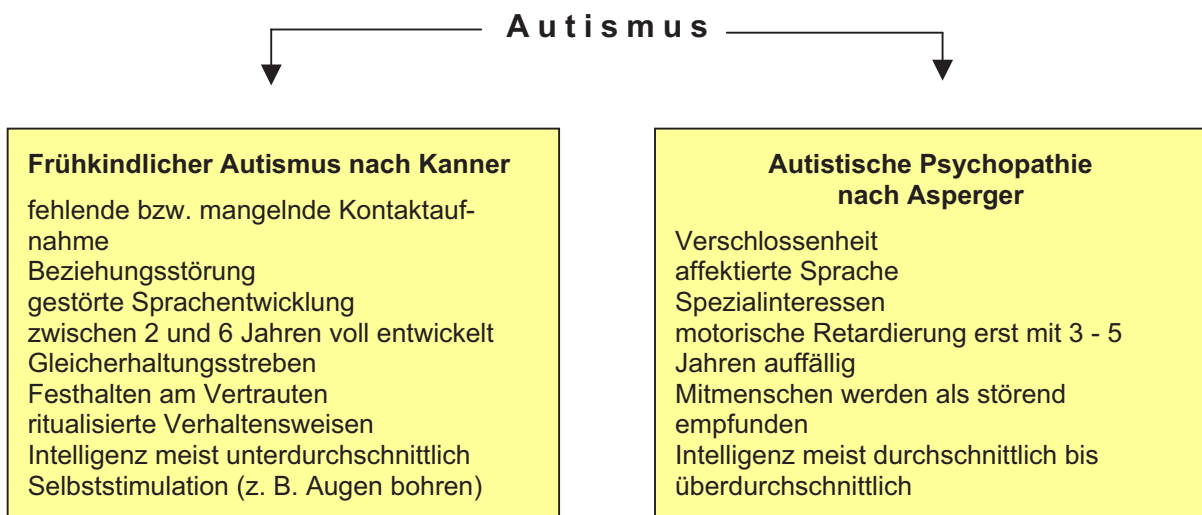 Autismus
Frühkindlicher Autismus nach Kanner
fehlende bzw. mangelnde Kontaktauf-
nahme
Beziehungsstörung
gestörte Sprachentwicklung
zwischen 2 und 6 Jahren voll entwickelt
Gleicherhaltungsstreben
Festhalten am Vertrauten
ritualisierte Verhaltensweisen
Intelligenz meist unterdurchschnittlich
Selbststimulation (z. B. Augen bohren)
Autistische Psychopathie
nach Asperger
Verschlossenheit
affektierte Sprache
Spezialinteressen
motorische Retardierung erst mit 3 - 5
Jahren auffällig
Mitmenschen werden als störend
empfunden
Intelligenz meist durchschnittlich bis
überdurchschnittlich